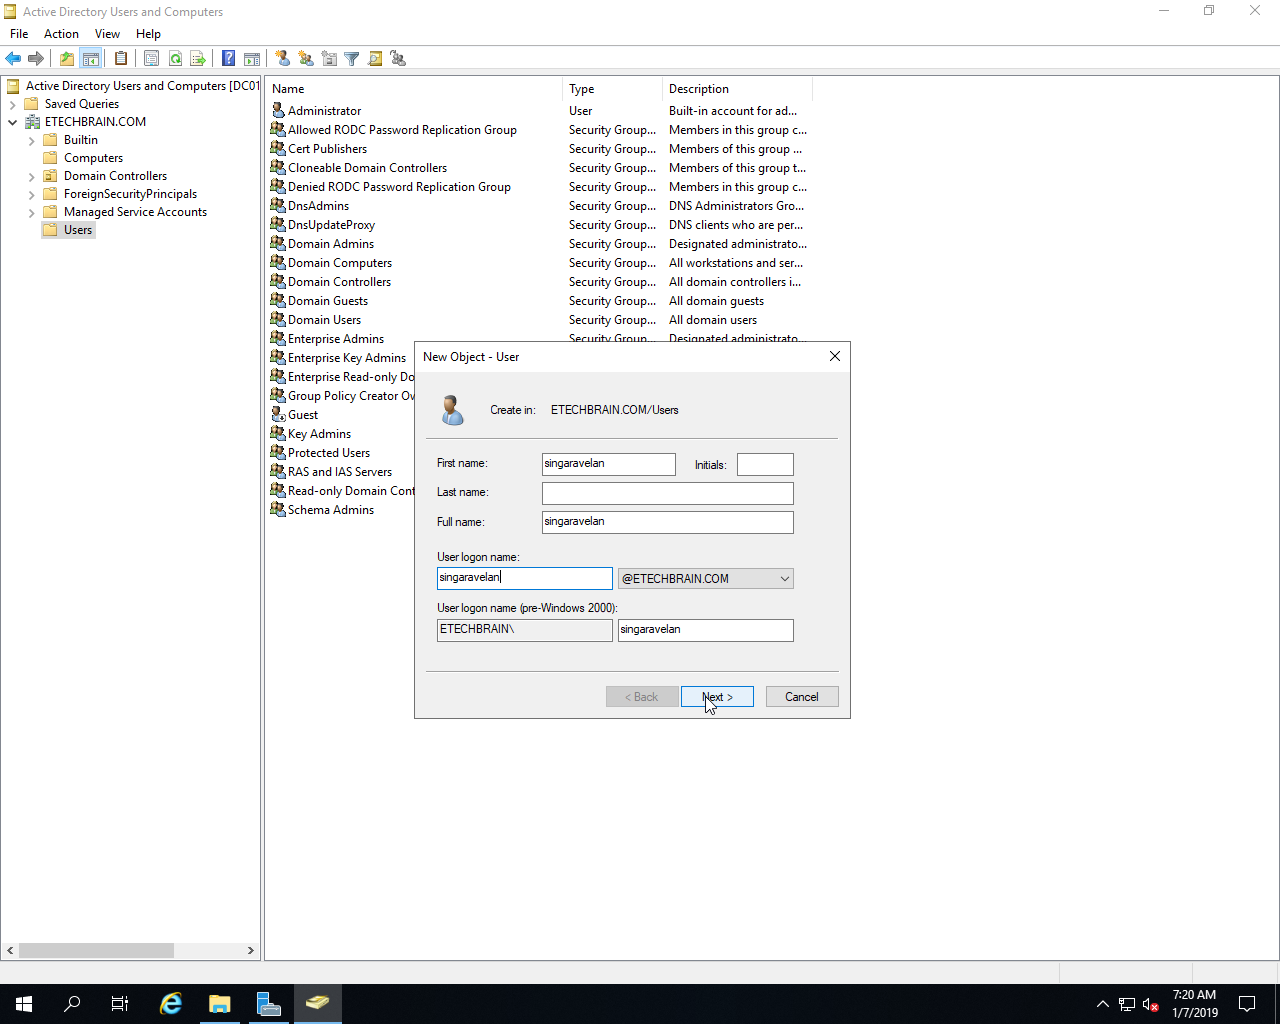 Active Directory Users and Computers
File Action View Help
Active Directory Users and Computers [DC01
Saved Queries
ETECHBRAIN.COM
Builtin
Computers
Domain Controllers
ForeignSecurityPrincipals
Managed Service Accounts
Users
Name Type Description
Administrator User Built-in account for ad...
Allowed RODC Password Replication Group Security Group... Members in this group c...
Cert Publishers Security Group... Members of this group ...
Cloneable Domain Controllers Security Group... Members of this group t...
Denied RODC Password Replication Group Security Group... Members in this group c...
DnsAdmins Security Group... DNS Administrators Gro...
DnsUpdateProxy Security Group... DNS clients who are per...
Domain Admins Security Group... Designated administrato...
Domain Computers Security Group... All workstations and ser...
Domain Controllers Security Group... All domain controllers i...
Domain Guests Security Group... All domain guests
Domain Users Security Group... All domain users
Enterprise Admins Security Group... Designated administrato...
Enterprise Key Admins
Enterprise Read-only Do
Group Policy Creator Ow
Guest
Key Admins
Protected Users
RAS and IAS Servers
Read-only Domain Cont
Schema Admins
New Object - User
Create in: ETECHBRAIN.COM/Users
First name: singaravelan Initials:
Last name:
Full name: singaravelan
User logon name:
singaravelan @ETECHBRAIN.COM
User logon name (pre-Windows 2000):
ETECHBRAIN\ singaravelan
< Back Next > Cancel
7:20 AM
1/7/2019